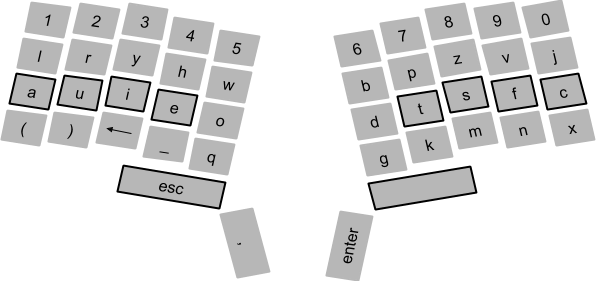 1 2 3 4 5 6 7 8 9 0
l r y h w b p z v j
a u i e o d t s f c
( ) ← _ q g k m n x
esc
enter